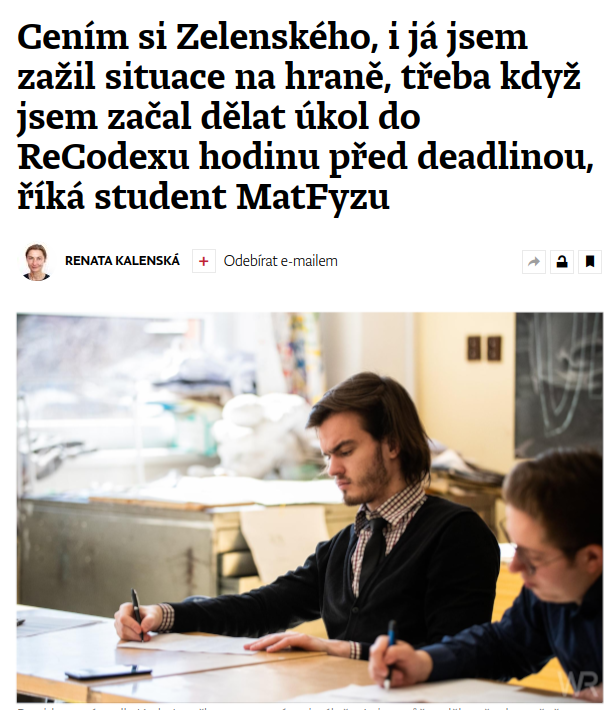 Cením si Zelenského, i já jsem
zažil situace na hraně, třeba když
jsem začal dělat úkol do
ReCodexu hodinu před deadlinou,
říká student MatFyzu
RENATA KALENSKÁ + Odebírat e-mailem
WR